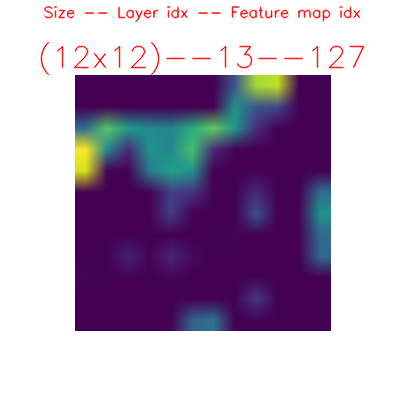 Size -- Layer idx -- Feature map idx
(12x12)--13--127